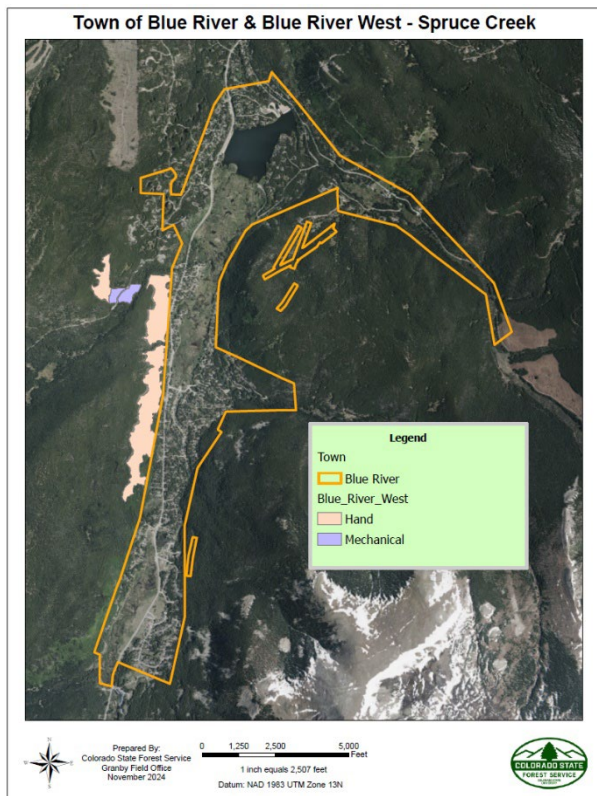 Town of Blue River & Blue River West - Spruce Creek
Legend
Town
Blue River
Blue_River_West
Hand
Mechanical
N
Prepared By:
Colorado State Forest Service
Granby Field Office
November 2024
0 1,250 2,500 5,000
Feet
1 inch equals 2,507 feet
Datum: NAD 1983 UTM Zone 13N
COLORADO STATE
FOREST SERVICE